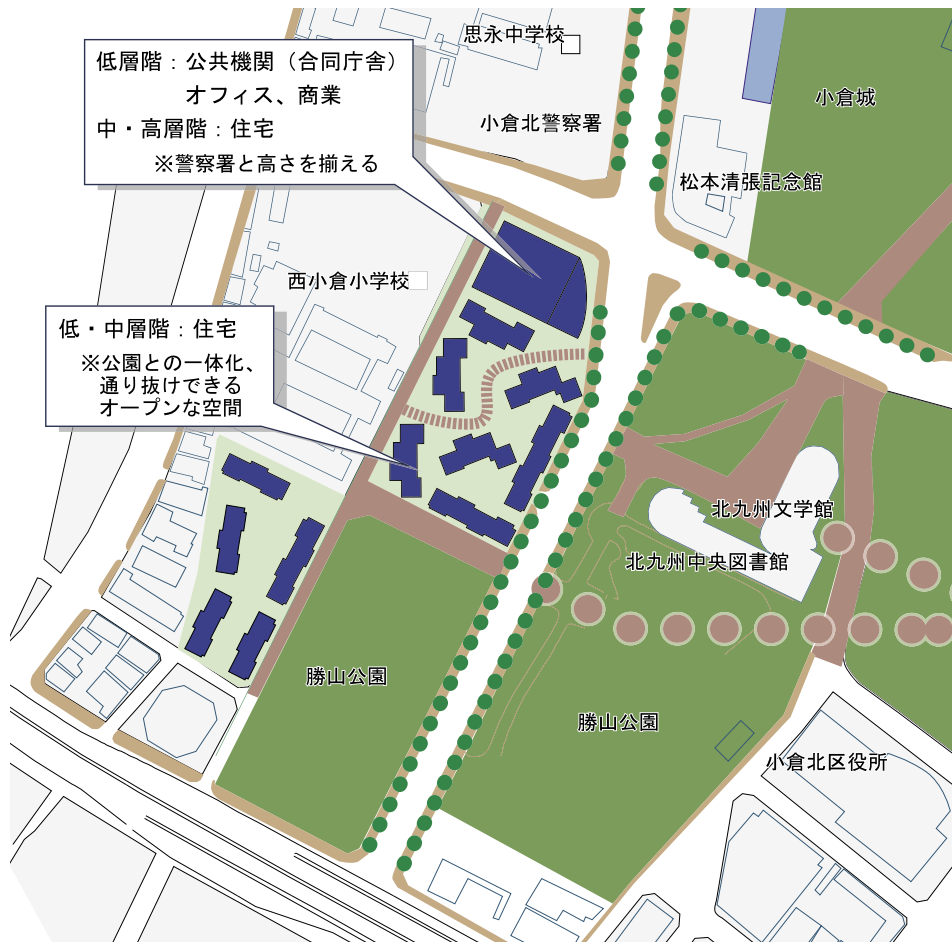 思永中学校
低層階：公共機関（合同庁舎）
オフィス、商業
中・高層階：住宅
※警察署と高さを揃える
小倉城
小倉北警察署
松本清張記念館
西小倉小学校
低・中層階：住宅
※公園との一体化、
通り抜けできる
オープンな空間
北九州文学館
北九州中央図書館
勝山公園
勝山公園
小倉北区役所